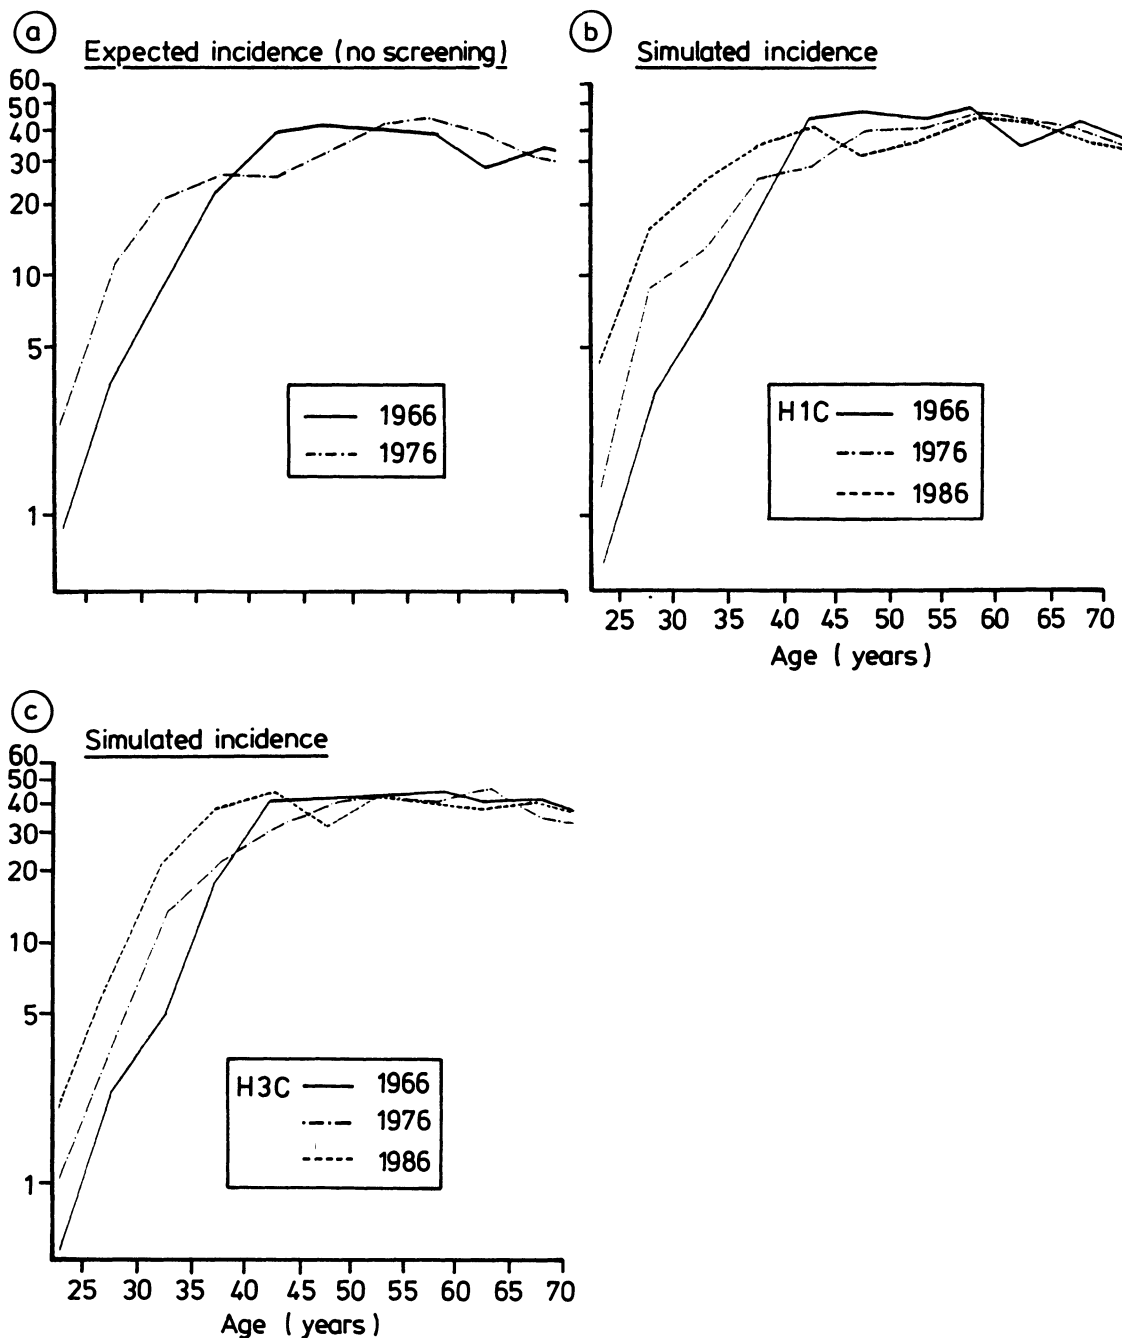 a
Expected incidence (no screening)
60
50
40
30
20
10
5
1
1966
1976
b
Simulated incidence
H1C 1966
1976
1986
25 30 35 40 45 50 55 60 65 70
Age (years)
c
Simulated incidence
60
50
40
30
20
10
5
1
H3C 1966
1976
1986
25 30 35 40 45 50 55 60 65 70
Age (years)